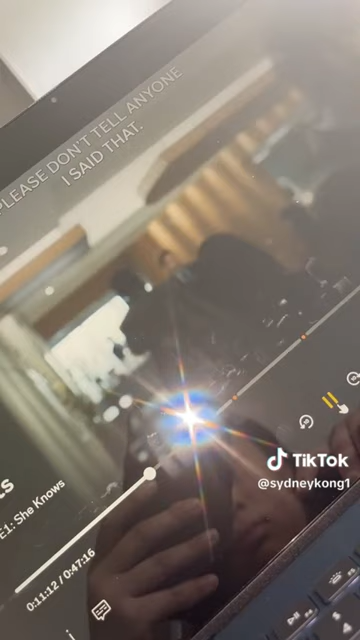 PLEASE DON'T TELL ANYONE
I SAID THAT.
E1: She Knows
0:11:12 / 0:47:16
TikTok
@sydneykong1